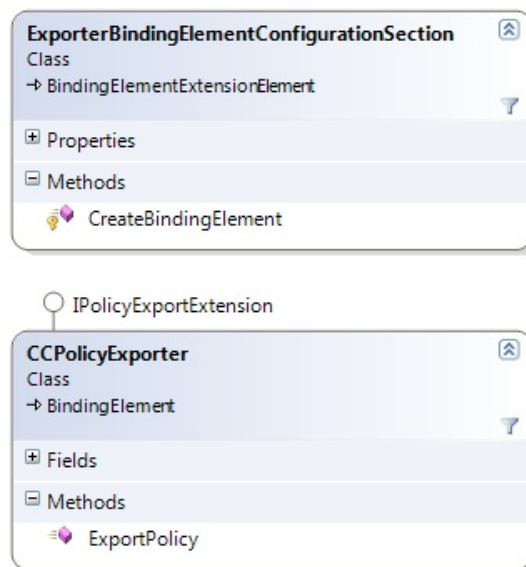 ExporterBindingElementConfigurationSection
Class
BindingElementExtensionElement
Properties
Methods
CreateBindingElement
IPolicyExportExtension
CCPolicyExporter
Class
BindingElement
Fields
Methods
ExportPolicy